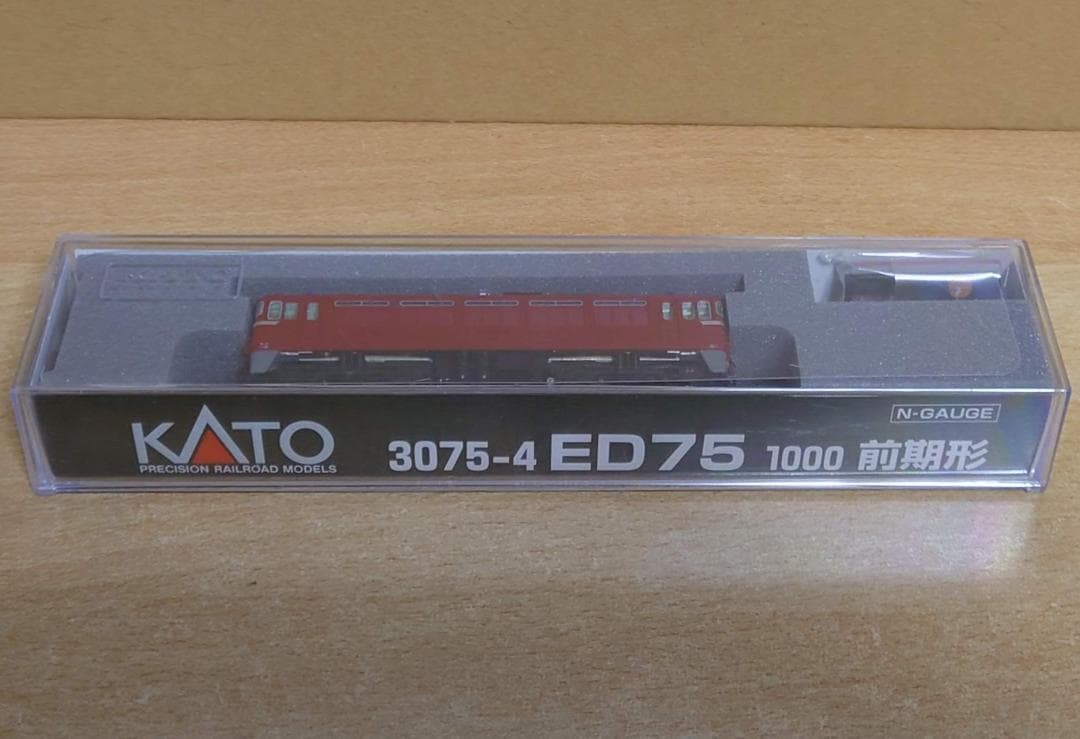 N-GAUGE
KATO 3075-4 ED75 1000 前期形
PRECISION RAILROAD MODELS